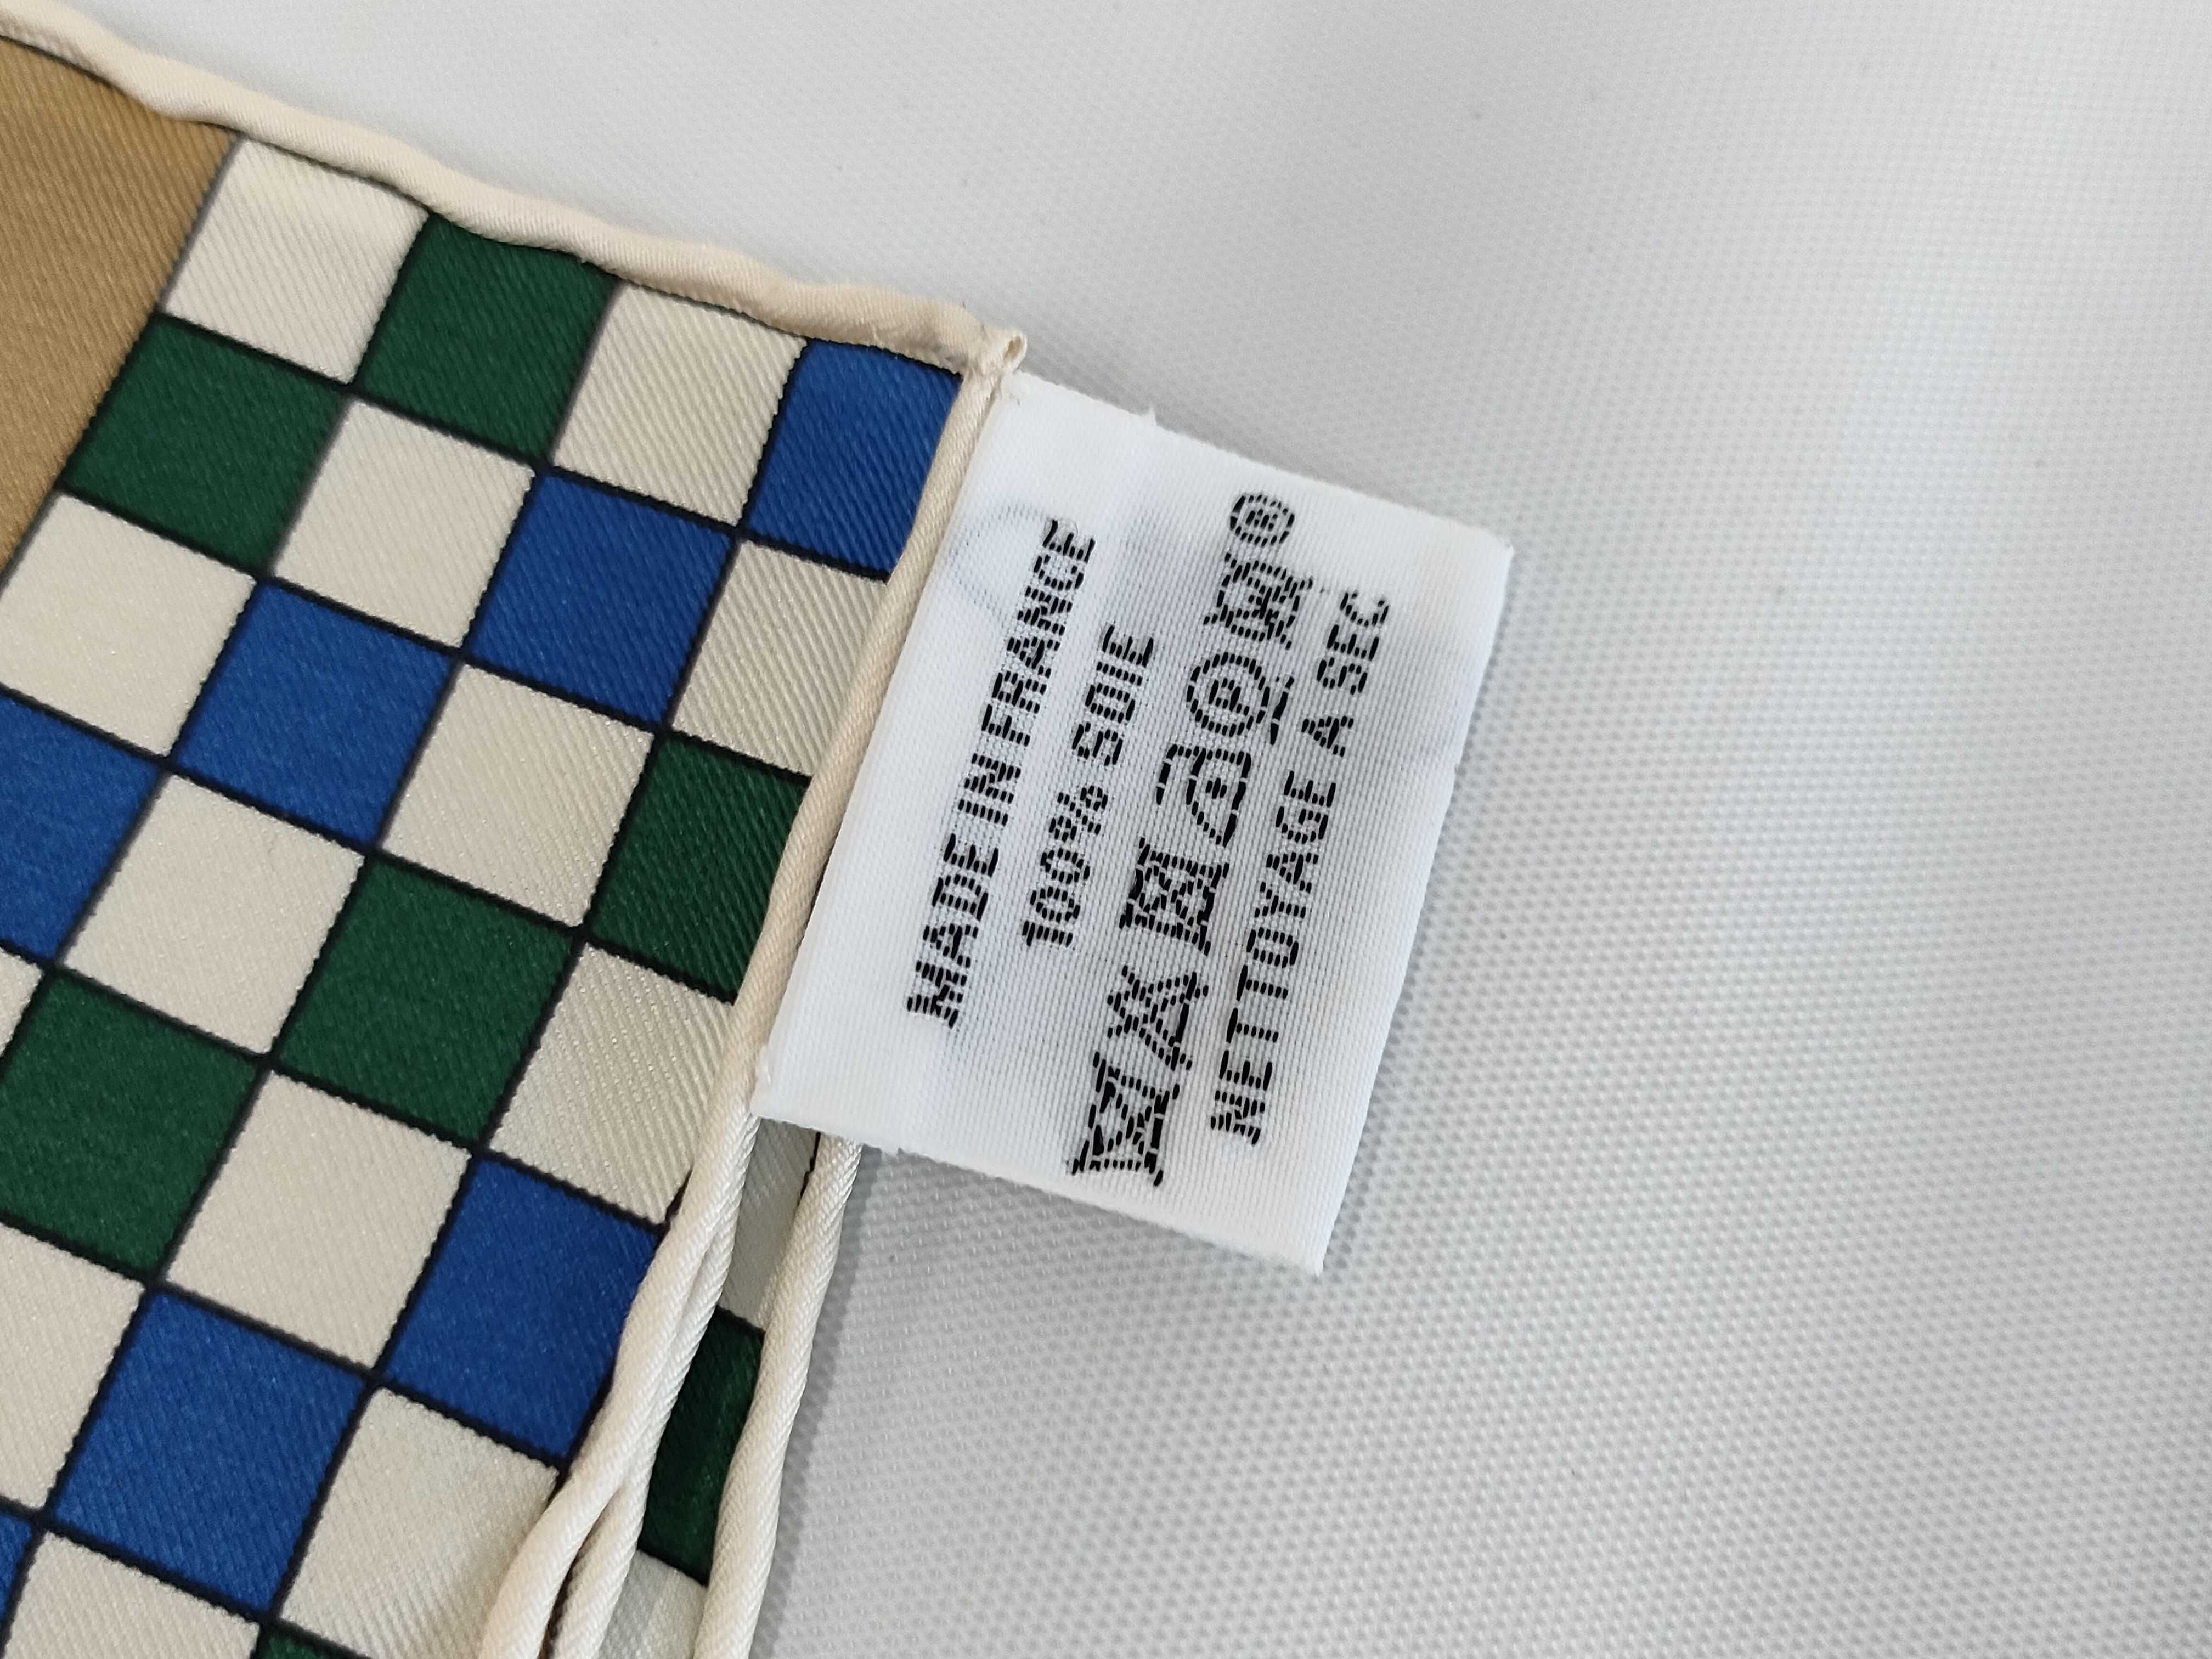 MADE IN FRANCE
100% SOIE
P W ®
NETTOYAGE A SEC